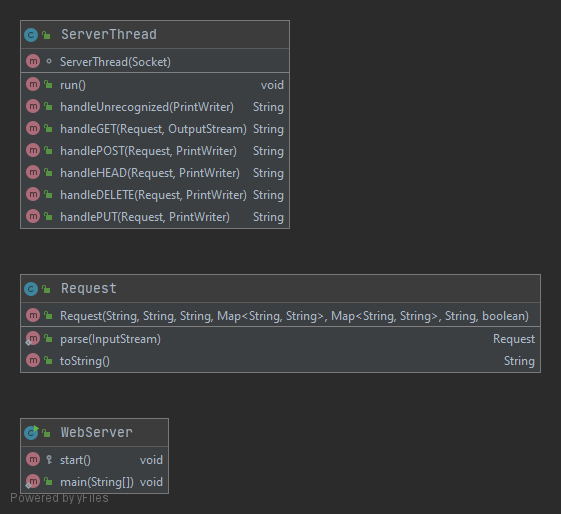 ServerThread
ServerThread(Socket)
run() void
handleUnrecognized(PrintWriter) String
handleGET(Request, OutputStream) String
handlePOST(Request, PrintWriter) String
handleHEAD(Request, PrintWriter) String
handleDELETE(Request, PrintWriter) String
handlePUT(Request, PrintWriter) String
Request
Request(String, String, String, Map<String, String>, Map<String, String>, String, boolean)
parse(InputStream) Request
toString() String
WebServer
start() void
main(String[]) void
Powered by yFiles